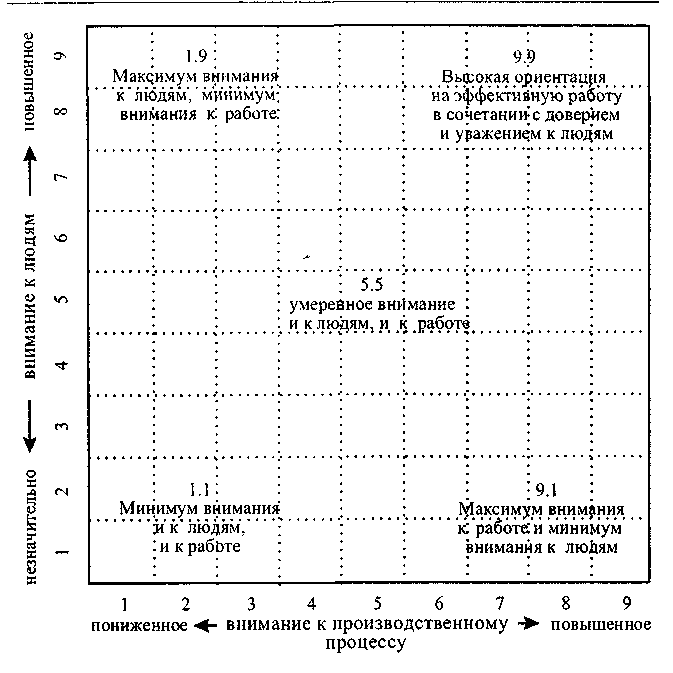 1.9
Максимум внимания
к людям, минимум
внимания к работе
9.9
Высокая ориентация
на эффективную работу
в сочетании с доверием
и уважением к людям
5.5
умеренное внимание
и к людям, и к работе
1.1
Минимум внимания
и к людям,
и к работе
9.1
Максимум внимания
к работе и минимум
внимания к людям
незначительно внимание к людям повышенное
9
8
7
6
5
4
3
2
1
1 2 3 4 5 6 7 8 9
пониженное внимание к производственному повышенное
процессу